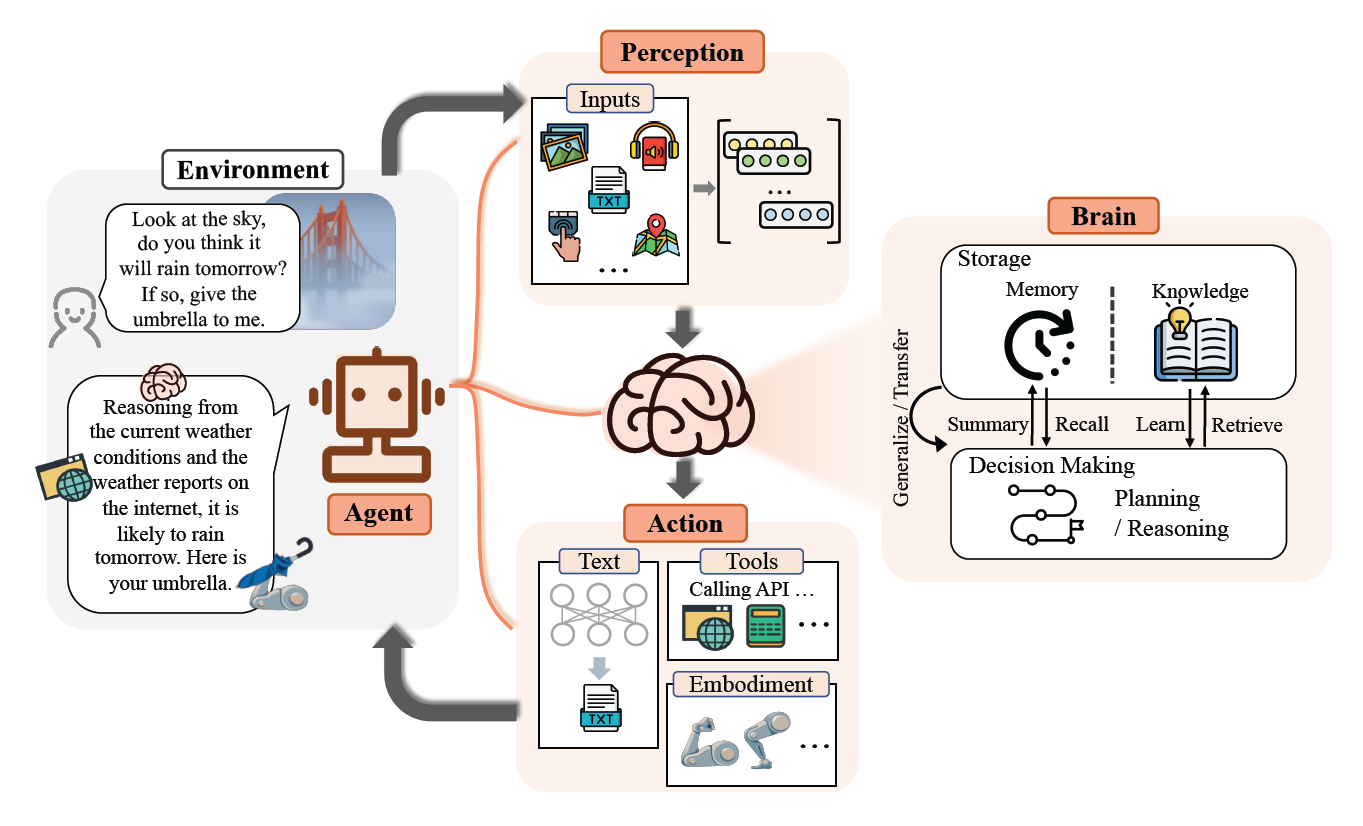 Perception
Inputs
TXT
...
...
Environment
Look at the sky,
do you think it
will rain tomorrow?
If so, give the
umbrella to me.
Reasoning from
the current weather
conditions and the
weather reports on
the internet, it is
likely to rain
tomorrow. Here is
your umbrella.
Agent
Action
Text
TXT
Tools
Calling API ...
...
Embodiment
...
Brain
Storage
Memory
Knowledge
Generalize / Transfer
Summary
Recall
Learn
Retrieve
Decision Making
Planning
/ Reasoning